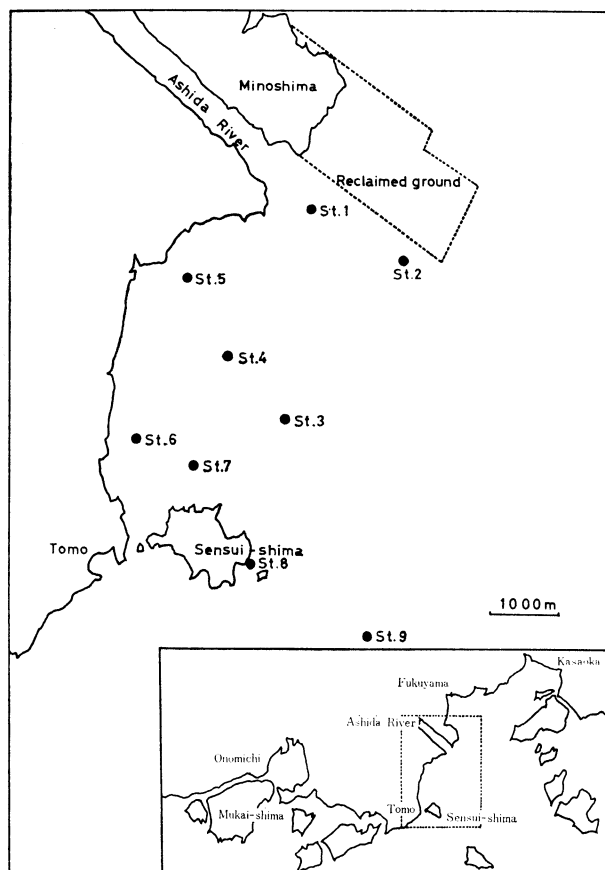 Minoshima
Ashida River
Reclaimed ground
St.1
St.2
St.5
St.4
St.3
St.6
St.7
Tomo
Sensui-shima
St.8
1000m
St.9
Kasaoka
Fukuyama
Ashida River
Onomichi
Tomo
Sensui-shima
Mukai-shima